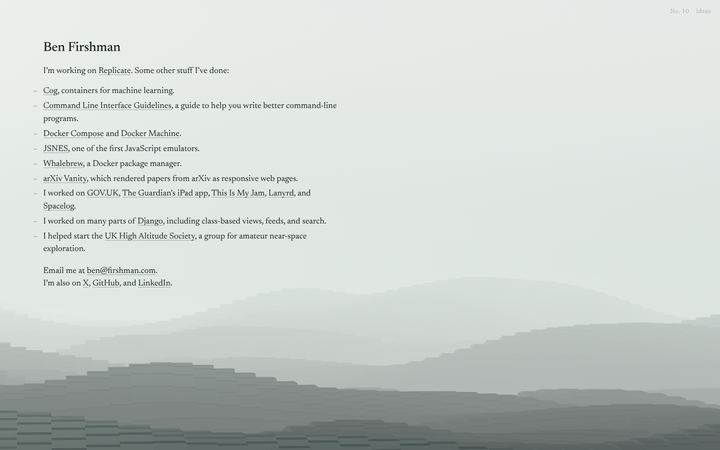 No. 10 ideas
Ben Firshman
I'm working on Replicate. Some other stuff I've done:
– Cog, containers for machine learning.
– Command Line Interface Guidelines, a guide to help you write better command-line
programs.
– Docker Compose and Docker Machine.
– JSNES, one of the first JavaScript emulators.
– Whalebrew, a Docker package manager.
– arXiv Vanity, which rendered papers from arXiv as responsive web pages.
– I worked on GOV.UK, The Guardian's iPad app, This Is My Jam, Lanyrd, and
Spacelog.
– I worked on many parts of Django, including class-based views, feeds, and search.
– I helped start the UK High Altitude Society, a group for amateur near-space
exploration.
Email me at ben@firshman.com.
I'm also on X, GitHub, and LinkedIn.